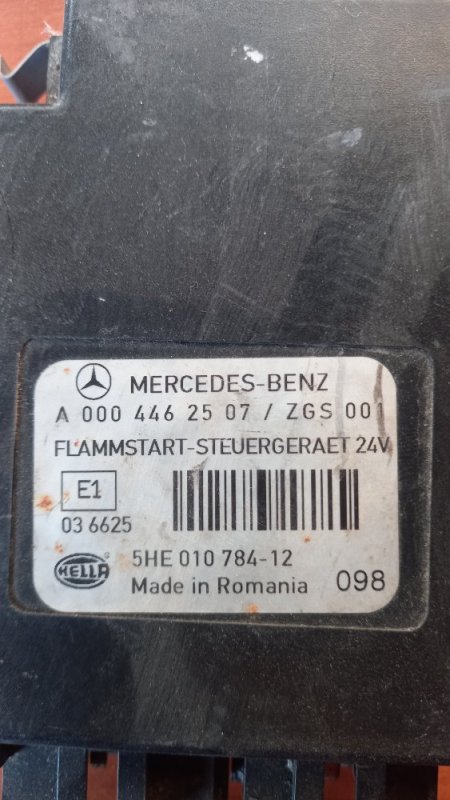 MERCEDES-BENZ
A 000 446 25 07 / ZGS 001
FLAMMSTART-STEUERGERAET 24V
E1
03 6625
HELLA ®
5HE 010 784-12
Made in Romania
098